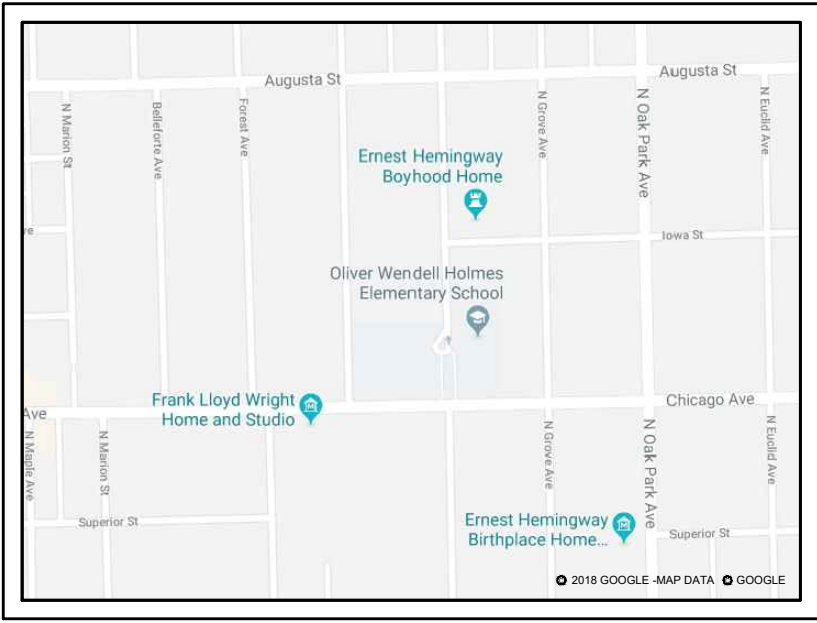 Augusta St
Augusta St
N Marion St
Belleforte Ave
Forest Ave
N Grove Ave
N Oak Park Ave
N Euclid Ave
Ernest Hemingway
Boyhood Home
ve
Iowa St
Oliver Wendell Holmes
Elementary School
Frank Lloyd Wright
Home and Studio
Chicago Ave
Ave
N Maple Ave
N Marion St
N Grove Ave
N Oak Park Ave
N Euclid Ave
Superior St
Ernest Hemingway
Birthplace Home...
Superior St
2018 GOOGLE -MAP DATA GOOGLE